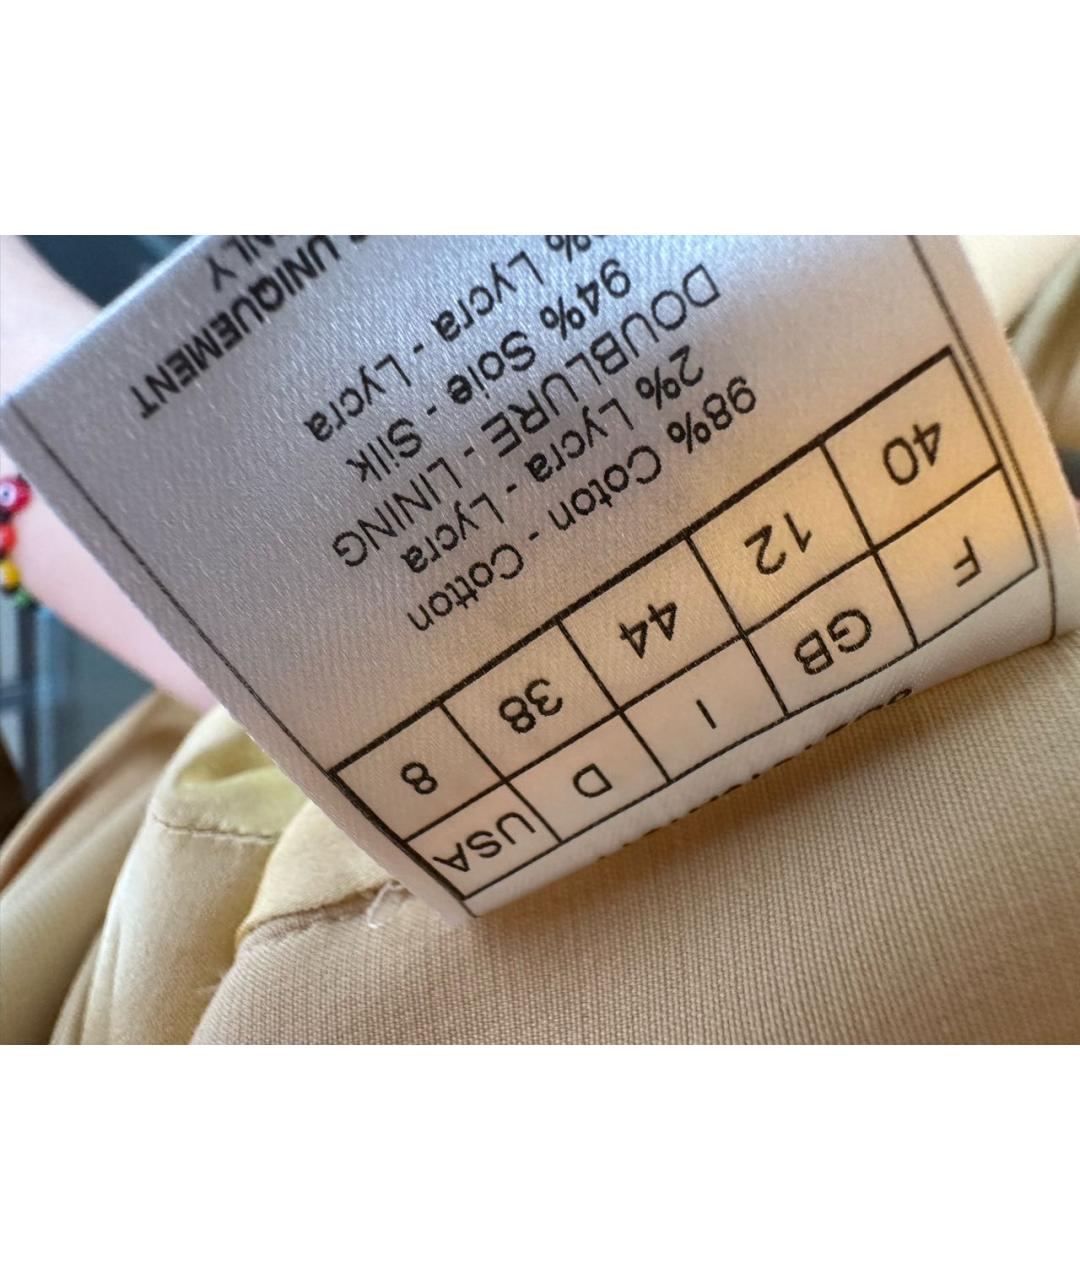 F GB I D USA
40 12 44 38 8
98% Coton - Cotton
2% Lycra - Lycra
DOUBLURE - LINING
94% Soie - Silk
% Lycra - Lycra
UNIQUEMENT